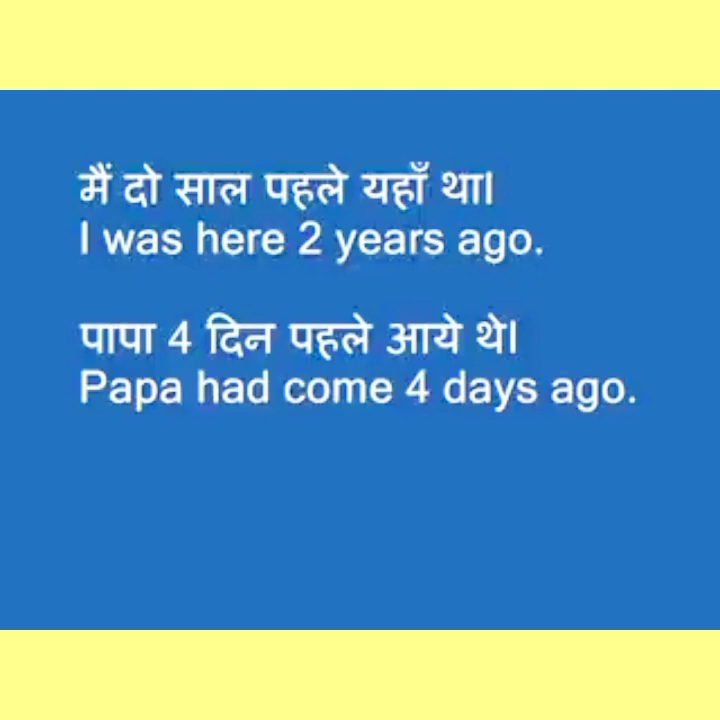 मैं दो साल पहले यहाँ था।
I was here 2 years ago.
पापा 4 दिन पहले आये थे।
Papa had come 4 days ago.